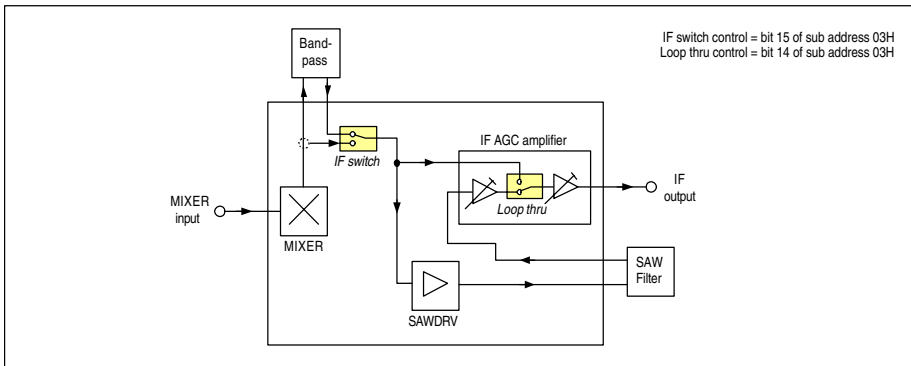 IF switch control = bit 15 of sub address 03H
Loop thru control = bit 14 of sub address 03H
Band-
pass
IF switch
IF AGC amplifier
Loop thru
IF
output
MIXER
input
MIXER
SAWDRV
SAW
Filter